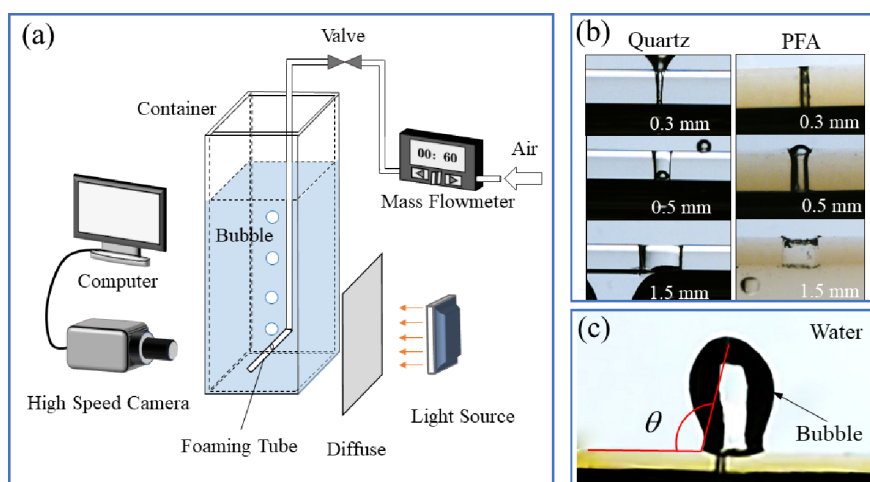 (a)
Valve
Container
00: 60
Air
Mass Flowmeter
Bubble
Computer
High Speed Camera
Foaming Tube
Diffuse
Light Source
(b)
Quartz
PFA
0.3 mm
0.3 mm
0.5 mm
0.5 mm
1.5 mm
1.5 mm
(c)
Water
θ
Bubble